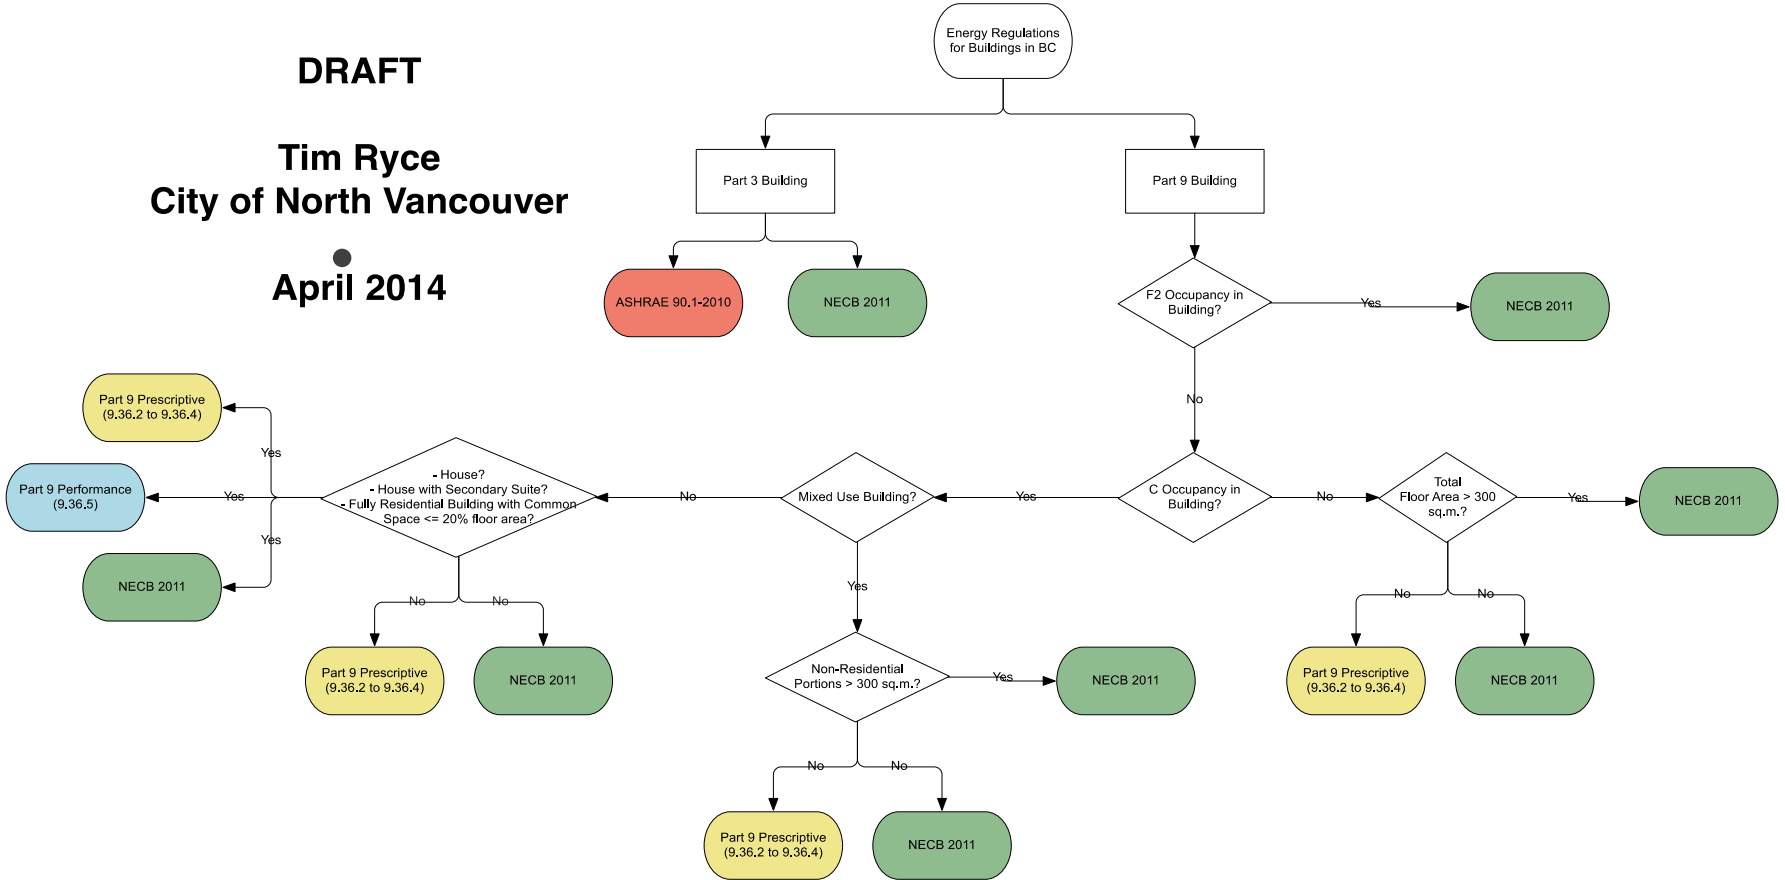 Energy Regulations
for Buildings in BC
DRAFT
Tim Ryce
City of North Vancouver
April 2014
Part 3 Building
Part 9 Building
ASHRAE 90.1-2010
NECB 2011
F2 Occupancy in
Building?
Yes
NECB 2011
No
Part 9 Prescriptive
(9.36.2 to 9.36.4)
Yes
Part 9 Performance
(9.36.5)
Yes
Yes
NECB 2011
- House?
- House with Secondary Suite?
- Fully Residential Building with Common
Space <= 20% floor area?
No
Mixed Use Building?
Yes
C Occupancy in
Building?
No
Total
Floor Area > 300
sq.m.?
Yes
NECB 2011
No
No
Part 9 Prescriptive
(9.36.2 to 9.36.4)
NECB 2011
Yes
Non-Residential
Portions > 300 sq.m.?
Yes
NECB 2011
No
No
Part 9 Prescriptive
(9.36.2 to 9.36.4)
NECB 2011
No
No
Part 9 Prescriptive
(9.36.2 to 9.36.4)
NECB 2011